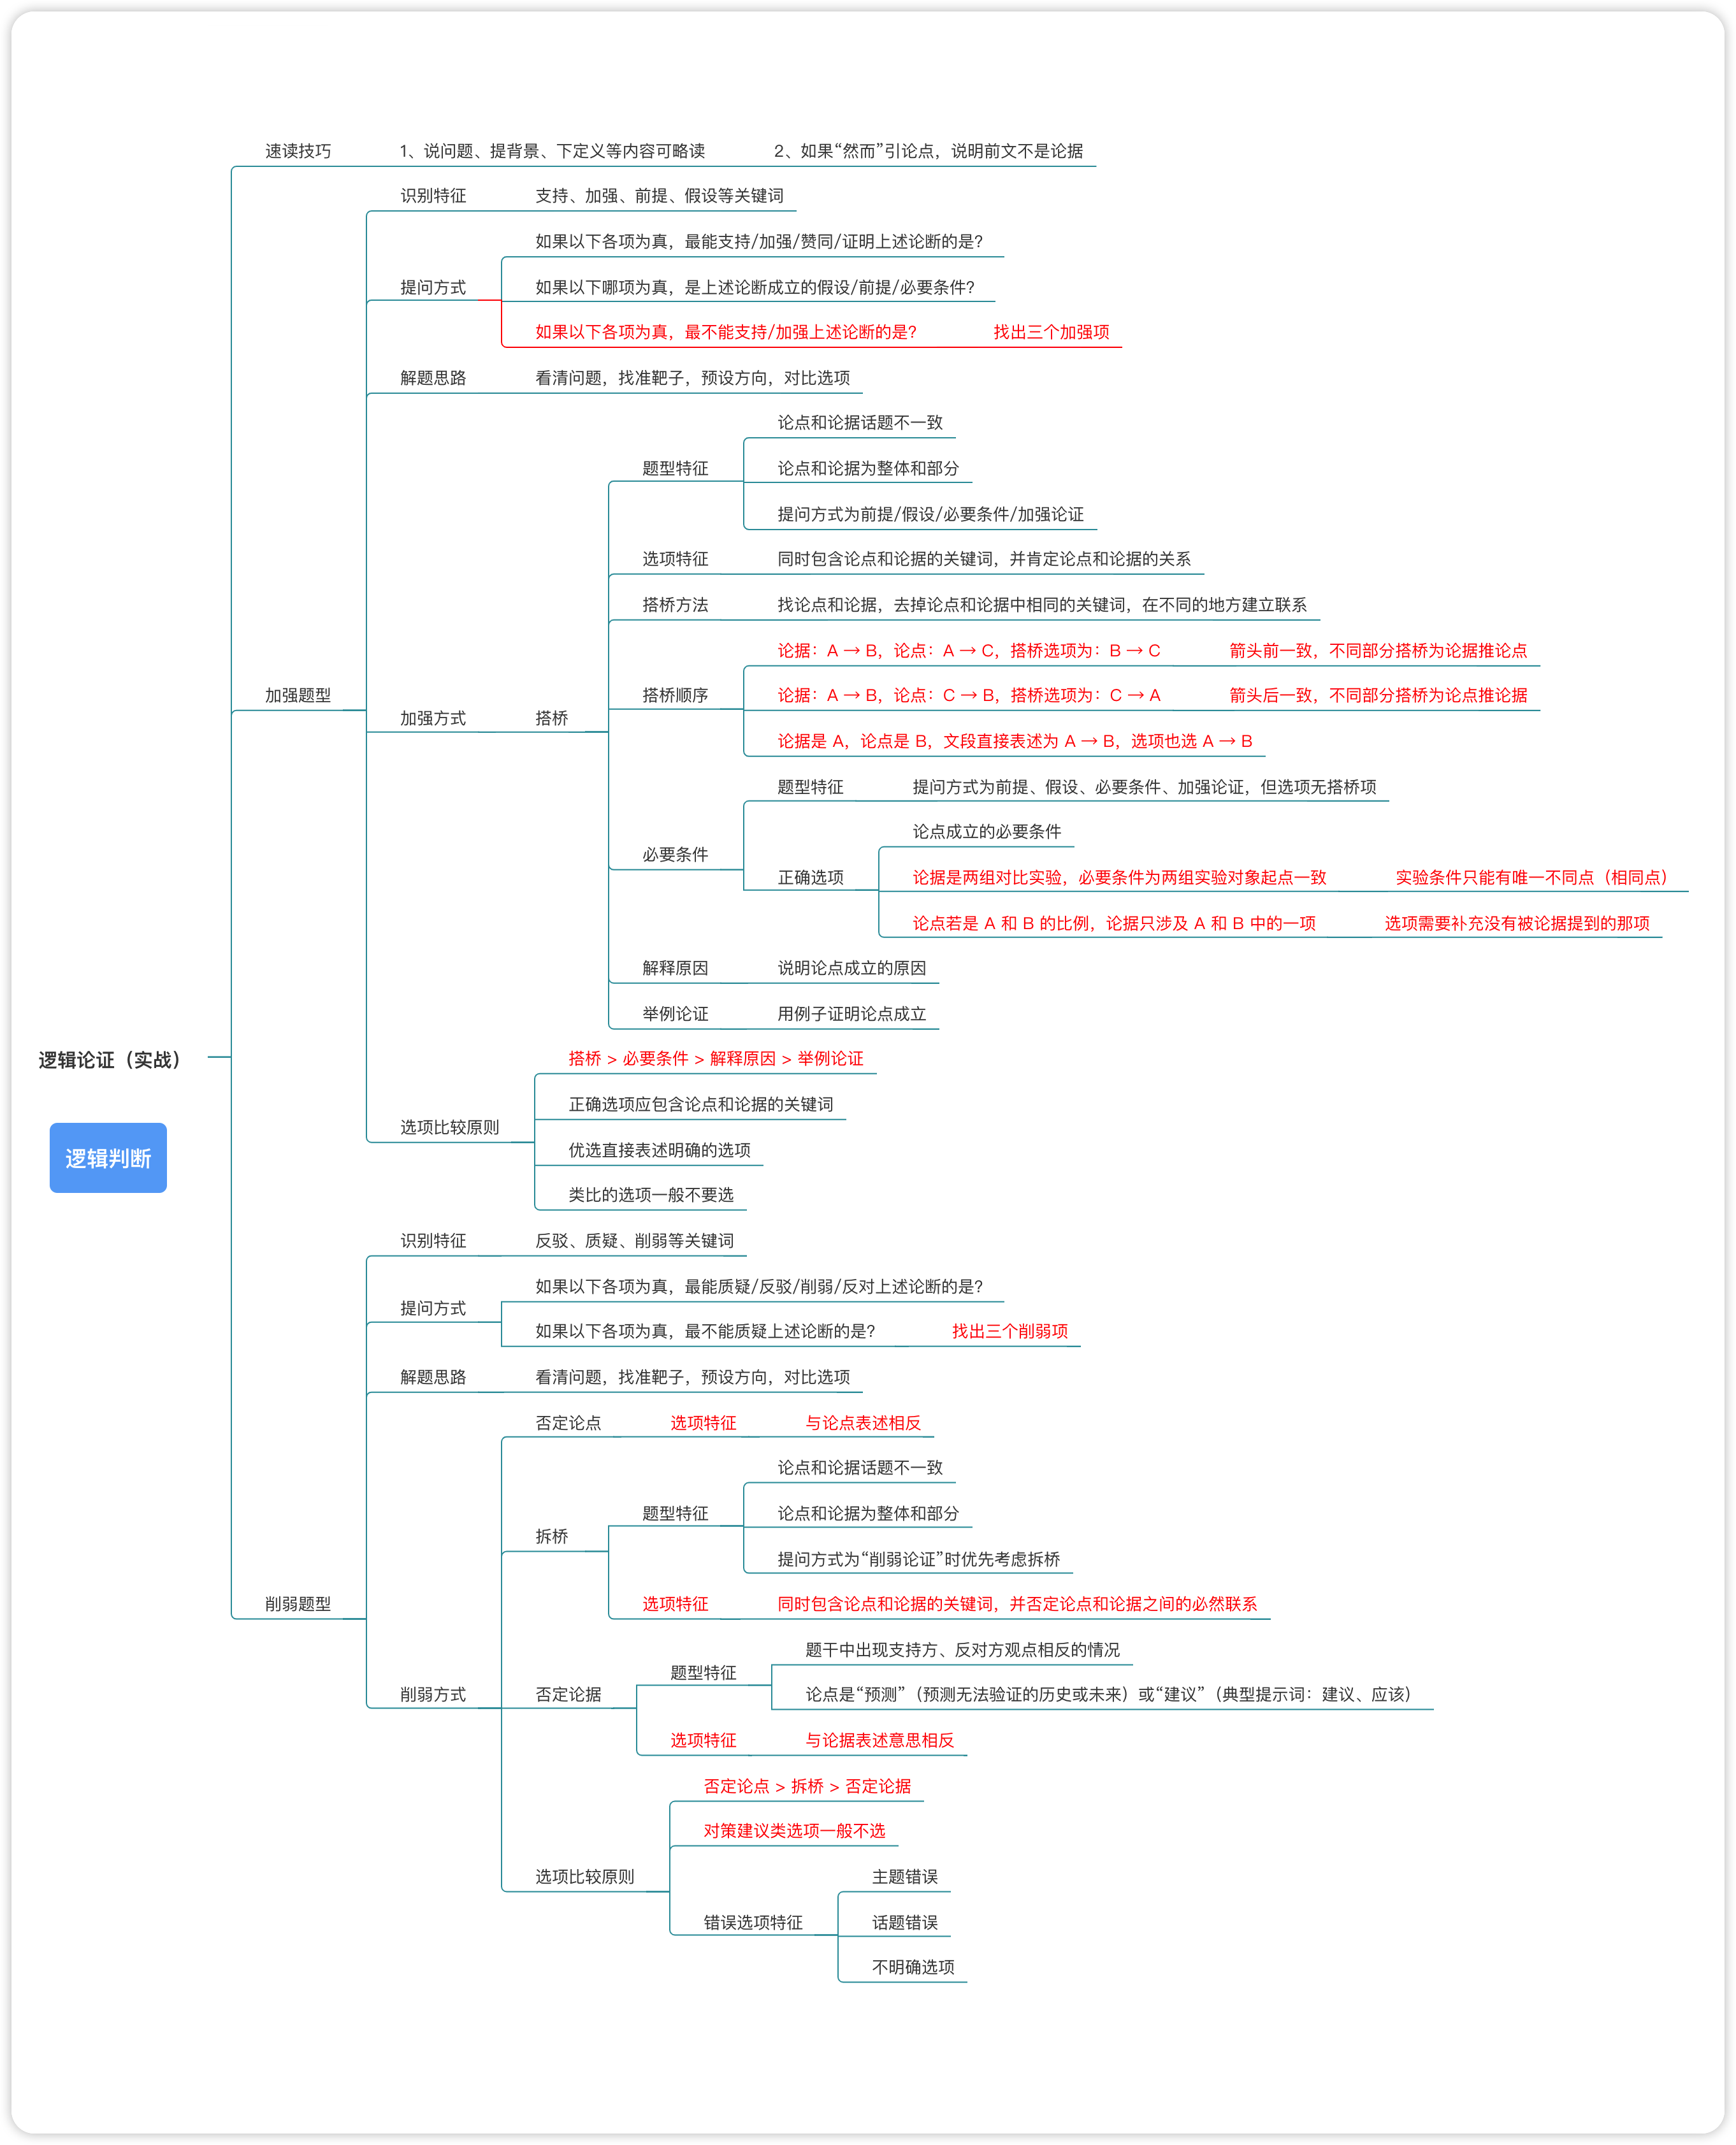 速读技巧
1、说问题、提背景、下定义等内容可略读
2、如果“然而”引论点，说明前文不是论据
识别特征
支持、加强、前提、假设等关键词
如果以下各项为真，最能支持/加强/赞同/证明上述论断的是?
提问方式
如果以下哪项为真，是上述论断成立的假设/前提/必要条件?
如果以下各项为真，最不能支持/加强上述论断的是?
找出三个加强项
解题思路
看清问题，找准靶子，预设方向，对比选项
论点和论据话题不一致
题型特征
论点和论据为整体和部分
提问方式为前提/假设/必要条件/加强论证
选项特征
同时包含论点和论据的关键词，并肯定论点和论据的关系
搭桥方法
找论点和论据，去掉论点和论据中相同的关键词，在不同的地方建立联系
论据：A → B，论点：A → C，搭桥选项为：B → C
箭头前一致，不同部分搭桥为论据推论点
加强题型
搭桥顺序
论据：A → B，论点：C → B，搭桥选项为：C → A
箭头后一致，不同部分搭桥为论点推论据
加强方式
搭桥
论据是 A，论点是 B，文段直接表述为 A → B，选项也选 A → B
题型特征
提问方式为前提、假设、必要条件、加强论证，但选项无搭桥项
论点成立的必要条件
必要条件
正确选项
论据是两组对比实验，必要条件为两组实验对象起点一致
实验条件只能有唯一不同点（相同点）
论点若是 A 和 B 的比例，论据只涉及 A 和 B 中的一项
选项需要补充没有被论据提到的那项
解释原因
说明论点成立的原因
举例论证
用例子证明论点成立
逻辑论证（实战）
搭桥 > 必要条件 > 解释原因 > 举例论证
正确选项应包含论点和论据的关键词
选项比较原则
优选直接表述明确的选项
逻辑判断
类比的选项一般不要选
识别特征
反驳、质疑、削弱等关键词
如果以下各项为真，最能质疑/反驳/削弱/反对上述论断的是?
提问方式
如果以下各项为真，最不能质疑上述论断的是?
找出三个削弱项
解题思路
看清问题，找准靶子，预设方向，对比选项
否定论点
选项特征
与论点表述相反
论点和论据话题不一致
题型特征
论点和论据为整体和部分
拆桥
提问方式为“削弱论证”时优先考虑拆桥
削弱题型
选项特征
同时包含论点和论据的关键词，并否定论点和论据之间的必然联系
题干中出现支持方、反对方观点相反的情况
题型特征
削弱方式
否定论据
论点是“预测”（预测无法验证的历史或未来）或“建议”（典型提示词：建议、应该）
选项特征
与论据表述意思相反
否定论点 > 拆桥 > 否定论据
对策建议类选项一般不选
选项比较原则
主题错误
错误选项特征
话题错误
不明确选项